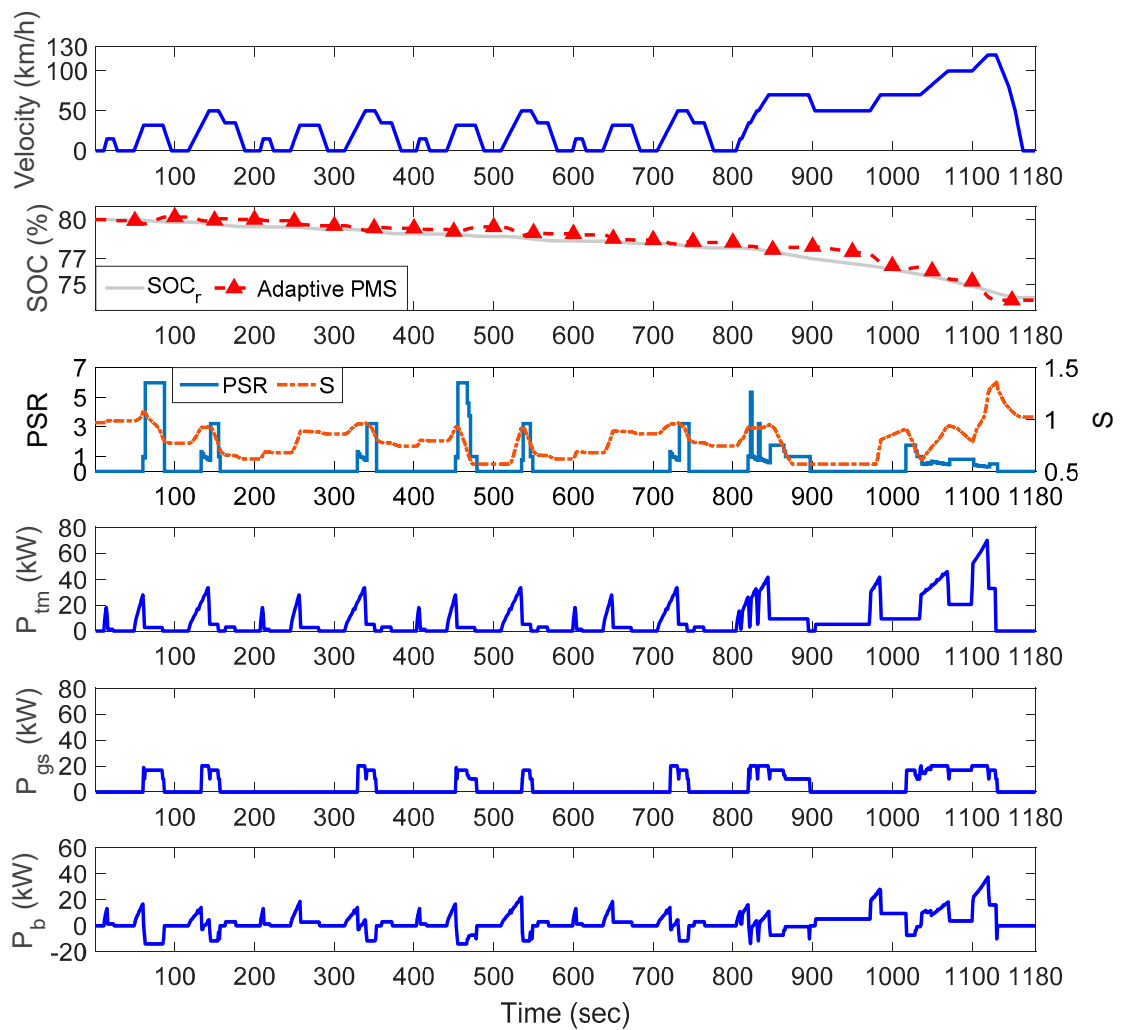 Velocity (km/h)
130
100
50
0
100 200 300 400 500 600 700 800 900 1000 1100 1180
SOC (%)
80
77
75
SOCr Adaptive PMS
100 200 300 400 500 600 700 800 900 1000 1100 1180
PSR
7
5
3
1
0
PSR S
1.5
1
0.5
S
100 200 300 400 500 600 700 800 900 1000 1100 1180
Ptm (kW)
80
60
40
20
0
100 200 300 400 500 600 700 800 900 1000 1100 1180
Pgs (kW)
80
60
40
20
0
100 200 300 400 500 600 700 800 900 1000 1100 1180
Pb (kW)
60
40
20
0
-20
100 200 300 400 500 600 700 800 900 1000 1100 1180
Time (sec)